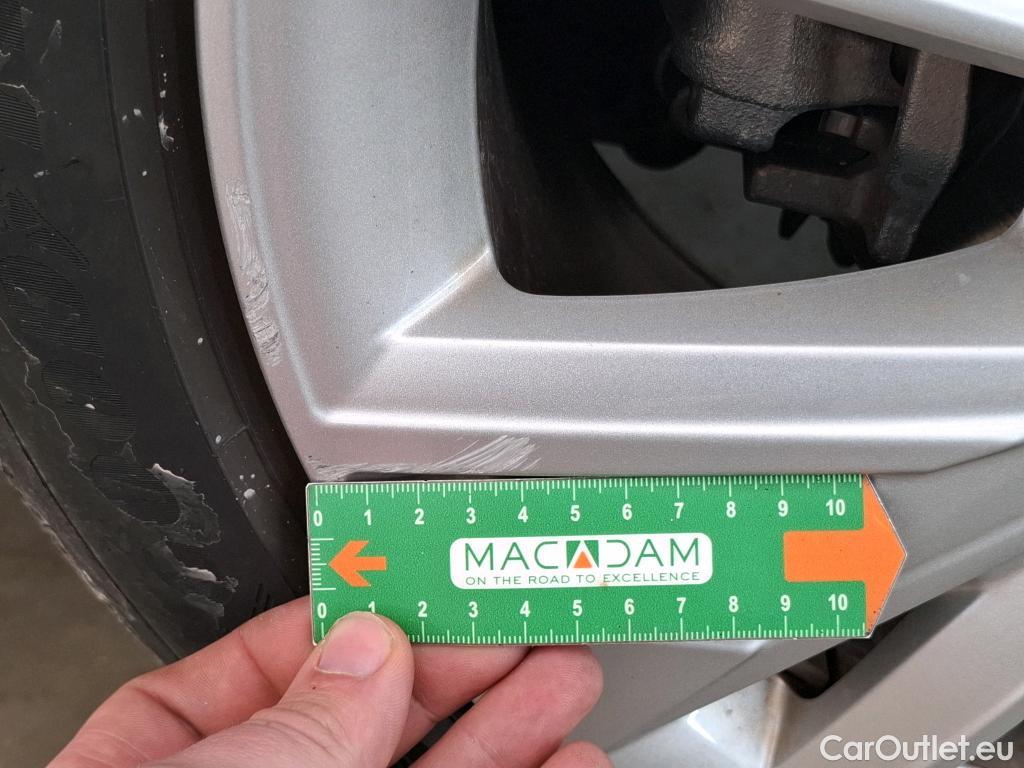 0 1 2 3 4 5 6 7 8 9 10
MACADAM
ON THE ROAD TO EXCELLENCE
0 1 2 3 4 5 6 7 8 9 10
CarOutlet.eu